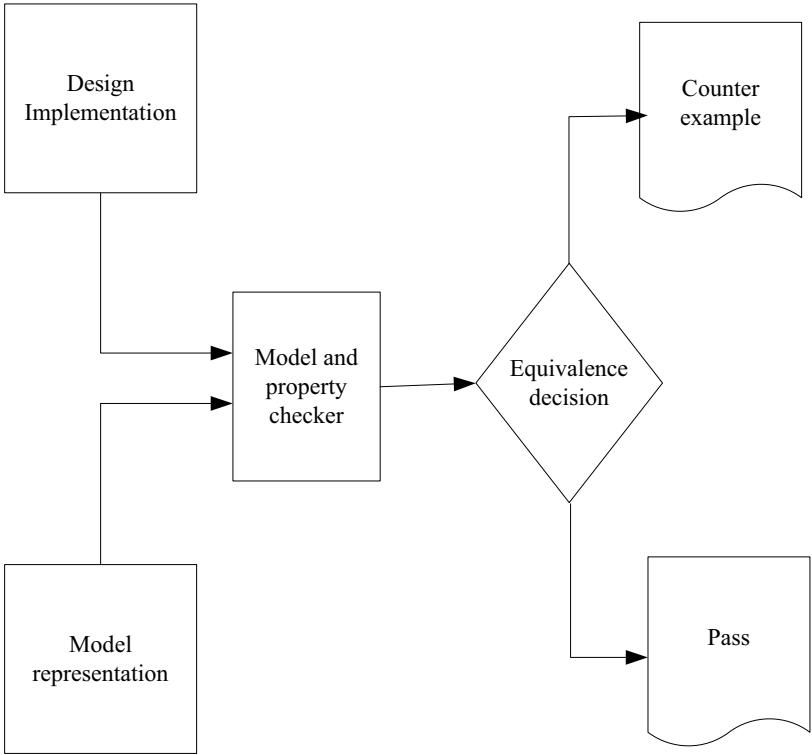 Design
Implementation
Counter
example
Model and
property
checker
Equivalence
decision
Model
representation
Pass